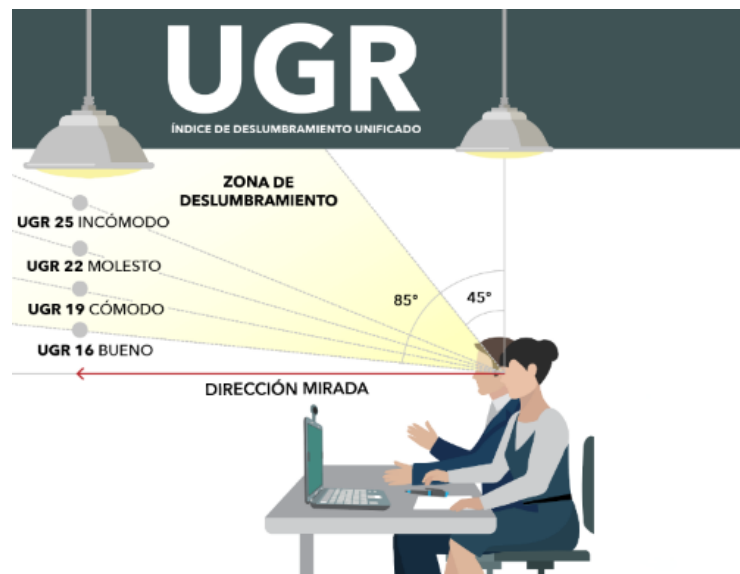 UGR
ÍNDICE DE DESLUMBRAMIENTO UNIFICADO
ZONA DE
DESLUMBRAMIENTO
UGR 25 INCÓMODO
UGR 22 MOLESTO
UGR 19 CÓMODO
UGR 16 BUENO
85°
45°
DIRECCIÓN MIRADA